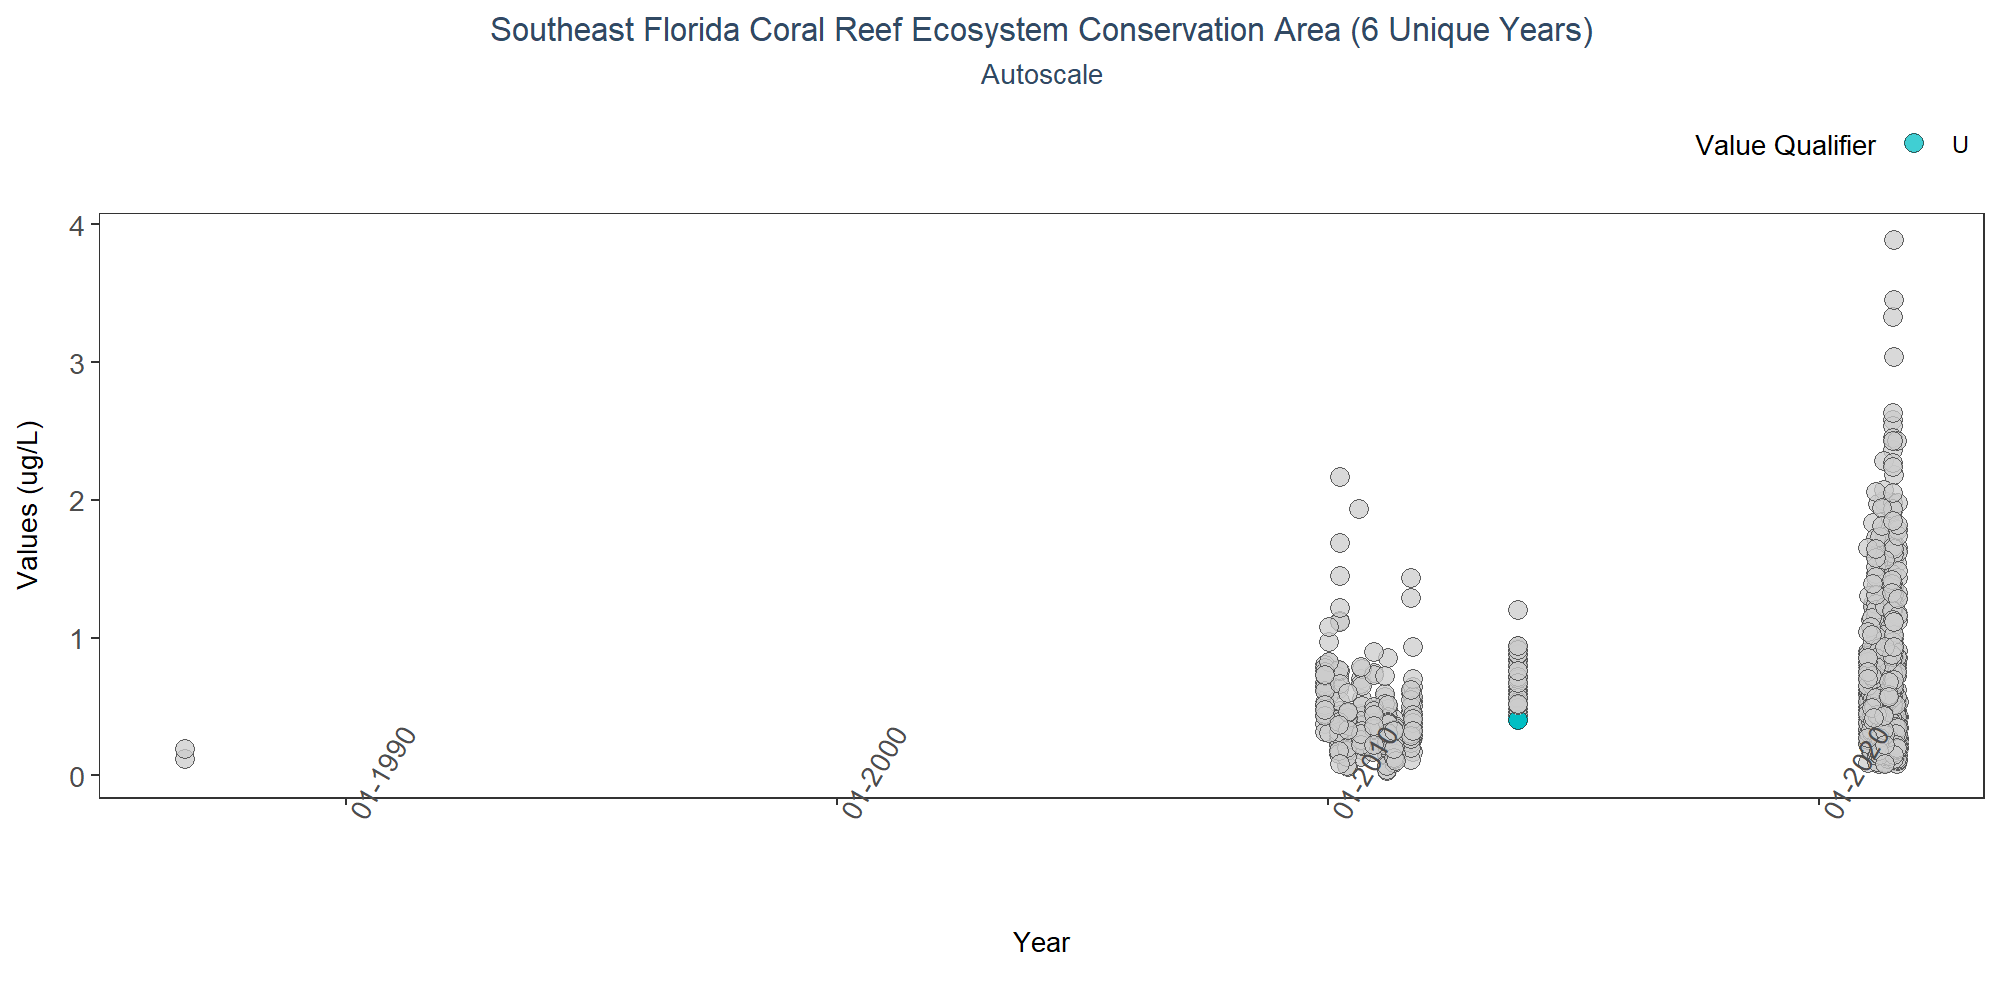 Southeast Florida Coral Reef Ecosystem Conservation Area (6 Unique Years)
Autoscale
Value Qualifier U
Values (ug/L)
4
3
2
1
0
01-1990
01-2000
01-2010
01-2020
Year